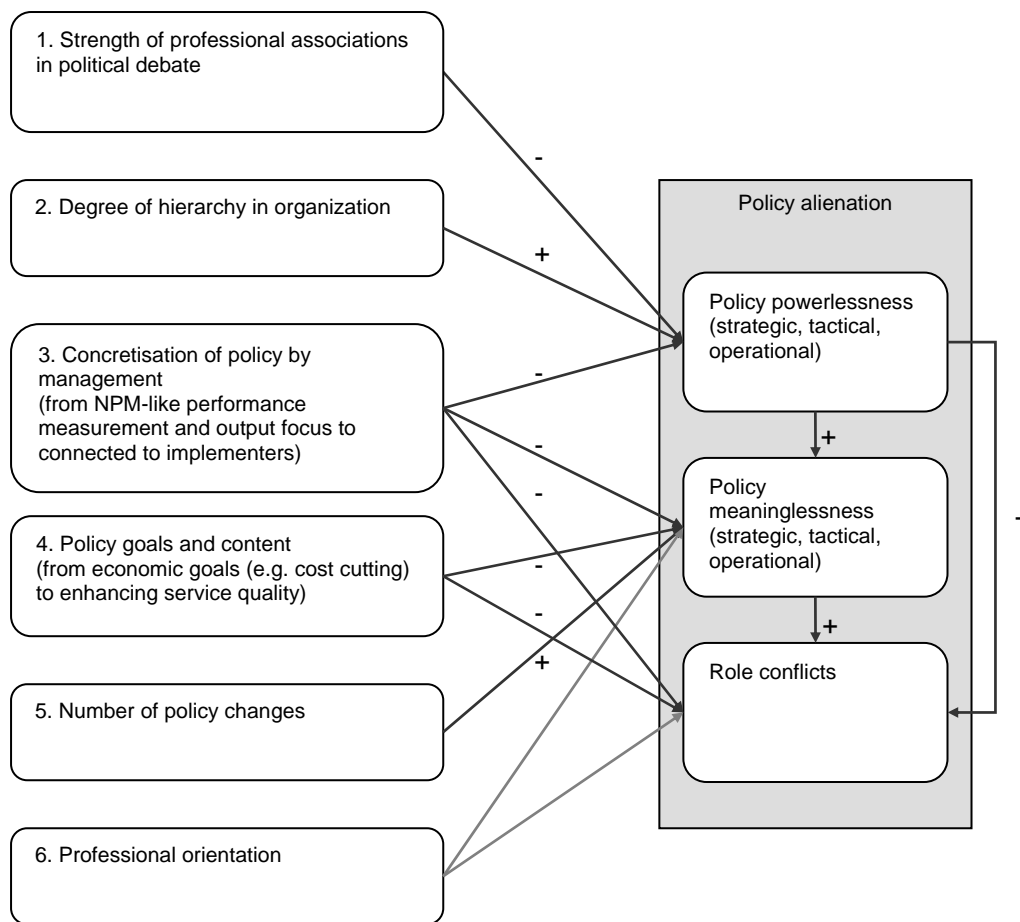 1. Strength of professional associations
in political debate
-
2. Degree of hierarchy in organization
+
Policy alienation
Policy powerlessness
(strategic, tactical,
operational)
3. Concretisation of policy by
management
(from NPM-like performance
measurement and output focus to
connected to implementers)
-
-
-
+
Policy
meaninglessness
(strategic, tactical,
operational)
4. Policy goals and content
(from economic goals (e.g. cost cutting)
to enhancing service quality)
-
-
+
Role conflicts
5. Number of policy changes
+
6. Professional orientation